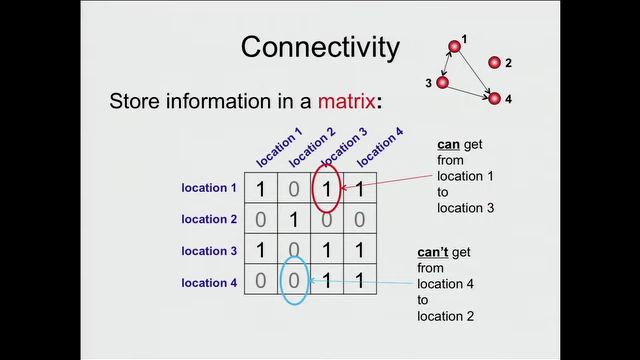 Connectivity
1
2
3
4
Store information in a matrix:
location 1
location 2
location 3
location 4
can get
from
location 1
to
location 3
location 1 1 0 1 1
location 2 0 1 0 0
location 3 1 0 1 1
location 4 0 0 1 1
can't get
from
location 4
to
location 2